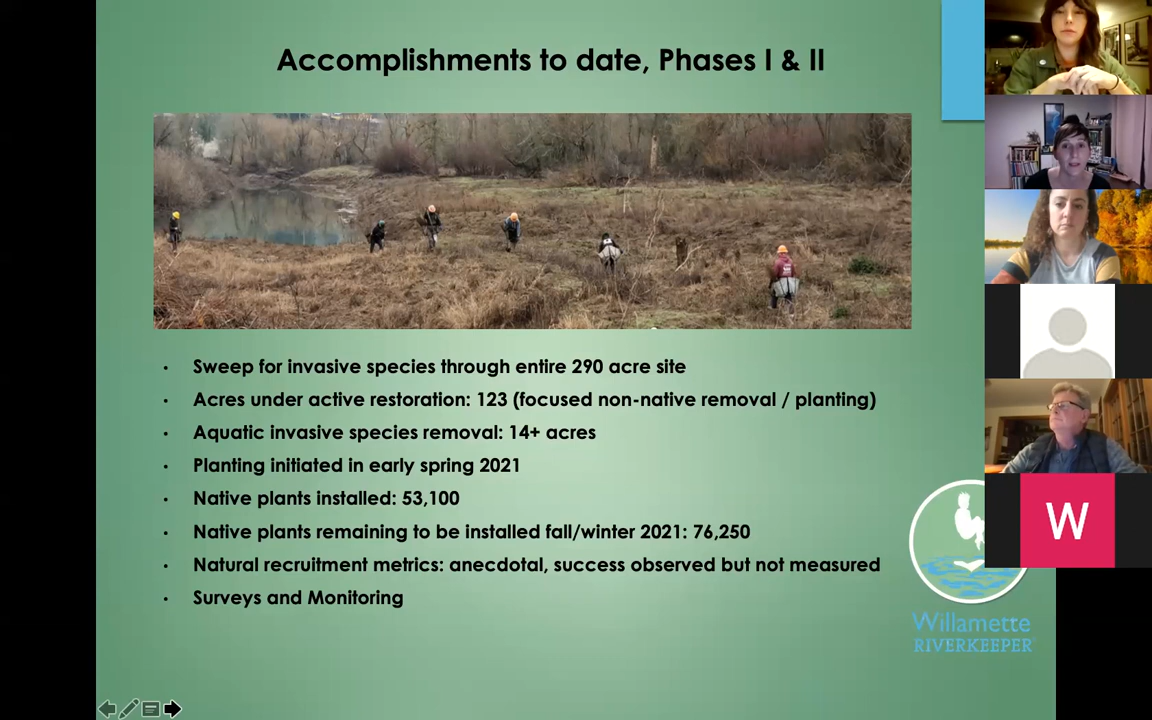 Accomplishments to date, Phases I & II
• Sweep for invasive species through entire 290 acre site
• Acres under active restoration: 123 (focused non-native removal / planting)
• Aquatic invasive species removal: 14+ acres
• Planting initiated in early spring 2021
• Native plants installed: 53,100
• Native plants remaining to be installed fall/winter 2021: 76,250
• Natural recruitment metrics: anecdotal, success observed but not measured
• Surveys and Monitoring
W
Willamette
RIVERKEEPER